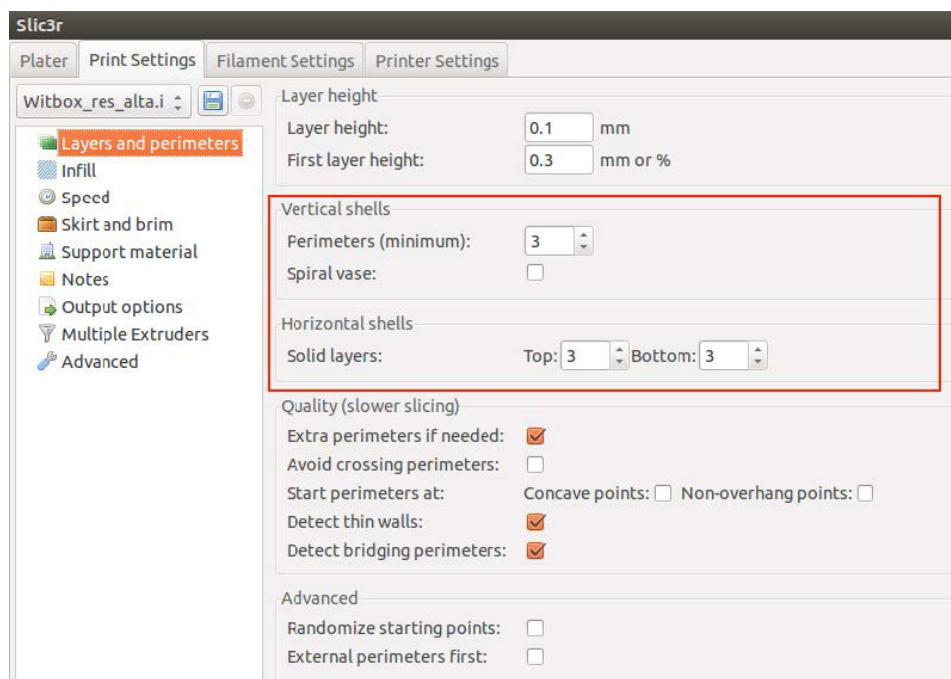 Slic3r
Plater Print Settings Filament Settings Printer Settings
Witbox_res_alta.i
Layers and perimeters
Infill
Speed
Skirt and brim
Support material
Notes
Output options
Multiple Extruders
Advanced
Layer height
Layer height: 0.1 mm
First layer height: 0.3 mm or %
Vertical shells
Perimeters (minimum): 3
Spiral vase:
Horizontal shells
Solid layers: Top: 3 Bottom: 3
Quality (slower slicing)
Extra perimeters if needed:
Avoid crossing perimeters:
Start perimeters at: Concave points: Non-overhang points:
Detect thin walls:
Detect bridging perimeters:
Advanced
Randomize starting points:
External perimeters first: